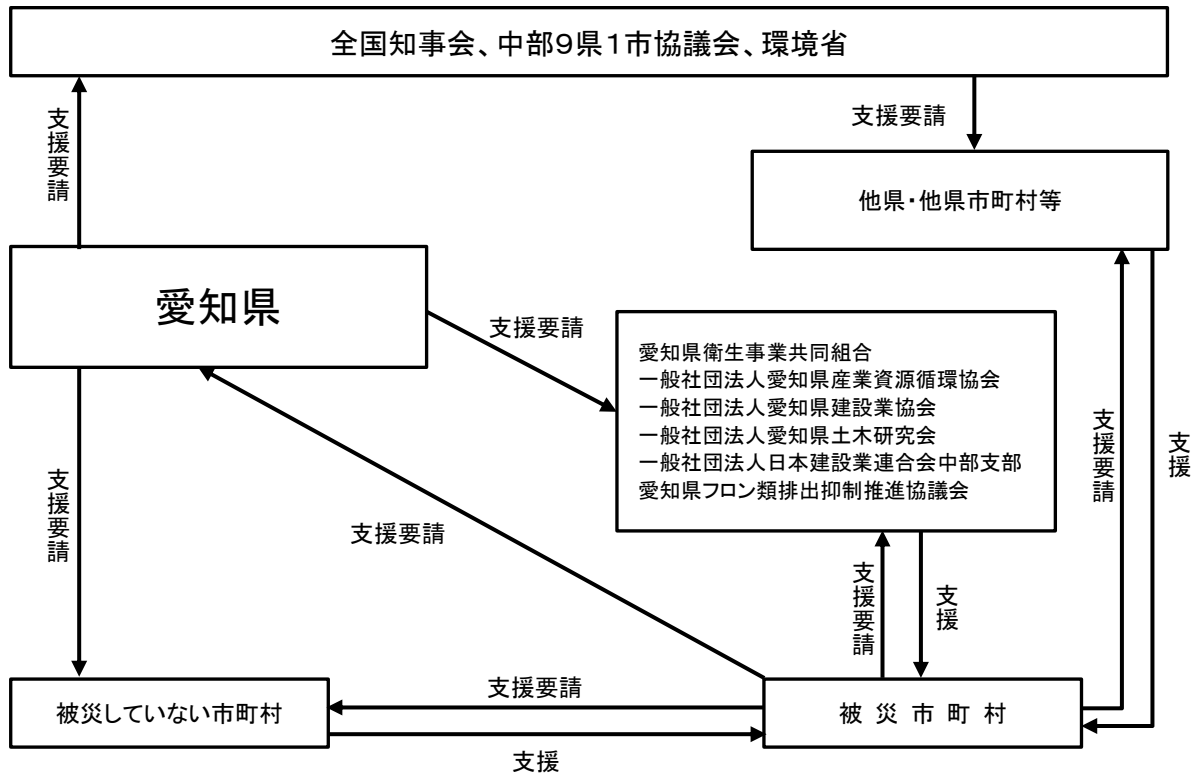 全国知事会、中部9県1市協議会、環境省
支援要請
支援要請
他県・他県市町村等
愛知県
支援要請
愛知県衛生事業共同組合
一般社団法人愛知県産業資源循環協会
一般社団法人愛知県建設業協会
一般社団法人愛知県土木研究会
一般社団法人日本建設業連合会中部支部
愛知県フロン類排出抑制推進協議会
支援要請
支援
支援要請
支援要請
支援要請
支援
被災していない市町村
支援要請
支援
被災市町村